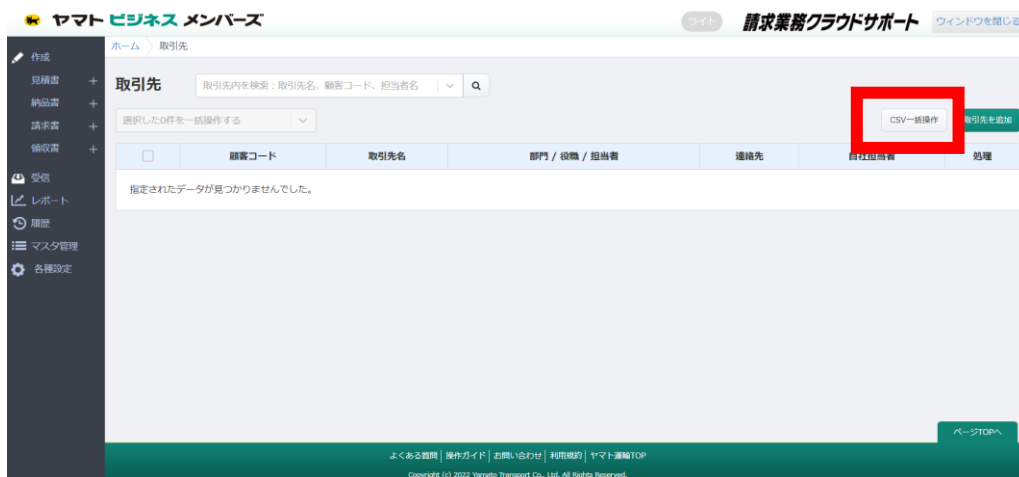 ヤマト ビジネス メンバーズ
ライト 請求業務クラウドサポート ウィンドウを閉じる
ホーム 取引先
作成
見積書 +
納品書 +
請求書 +
領収書 +
受信
レポート
履歴
マスタ管理
各種設定
取引先 取引先内を検索：取引先名、顧客コード、担当者名
選択した0件を一括操作する CSV一括操作 取引先を追加
顧客コード 取引先名 部門 / 役職 / 担当者 連絡先 自社担当者 処理
指定されたデータが見つかりませんでした。
ページTOPへ
よくある質問 | 操作ガイド | お問い合わせ | 利用規約 | ヤマト運輸TOP
Copyright (c) 2022 Yamato Transport Co., Ltd. All Rights Reserved.